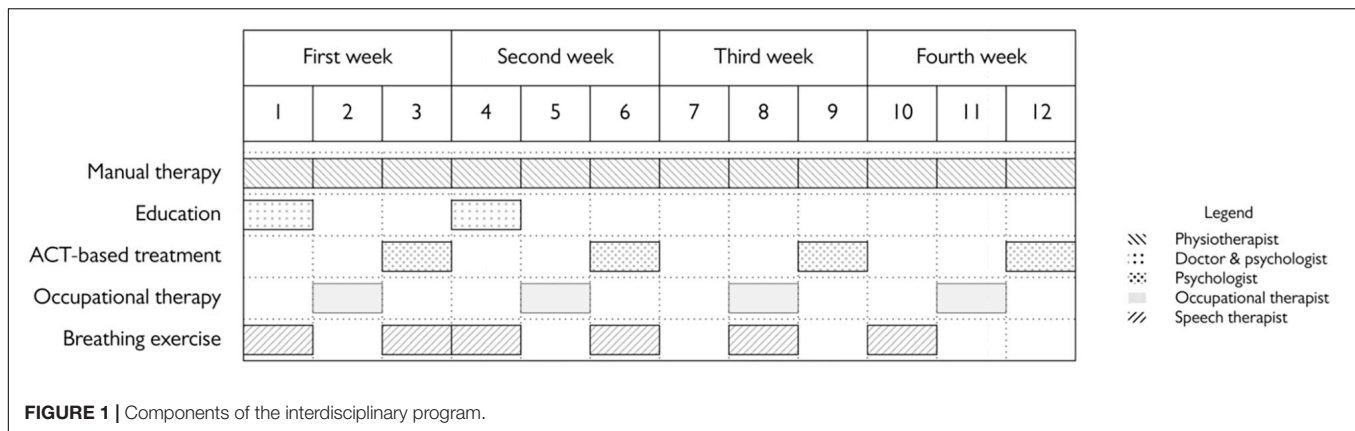 First week Second week Third week Fourth week
1 2 3 4 5 6 7 8 9 10 11 12
Manual therapy
Education
ACT-based treatment
Occupational therapy
Breathing exercise
Legend
Physiotherapist
Doctor & psychologist
Psychologist
Occupational therapist
Speech therapist
FIGURE 1 | Components of the interdisciplinary program.